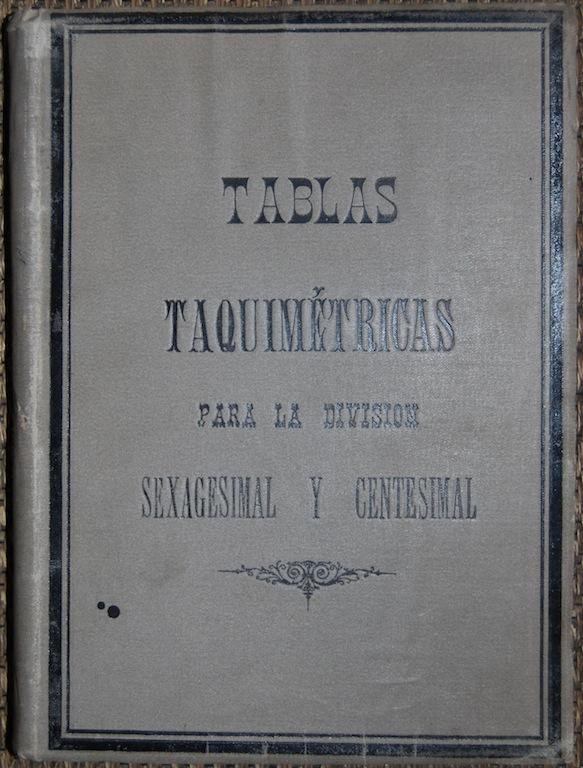 TABLAS
TAQUIMÉTRICAS
PARA LA DIVISION
SEXAGESIMAL Y CENTESIMAL